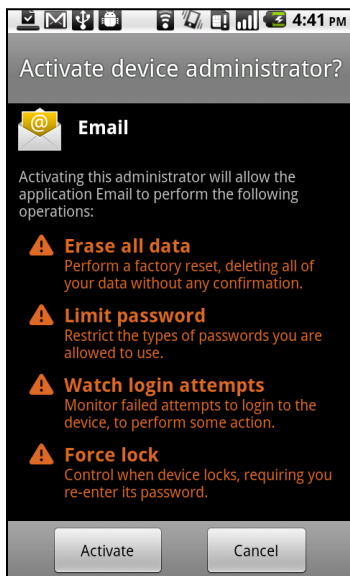 4:41 PM
Activate device administrator?
@
Email
Activating this administrator will allow the
application Email to perform the following
operations:
Erase all data
Perform a factory reset, deleting all of
your data without any confirmation.
Limit password
Restrict the types of passwords you are
allowed to use.
Watch login attempts
Monitor failed attempts to login to the
device, to perform some action.
Force lock
Control when device locks, requiring you
re-enter its password.
Activate
Cancel